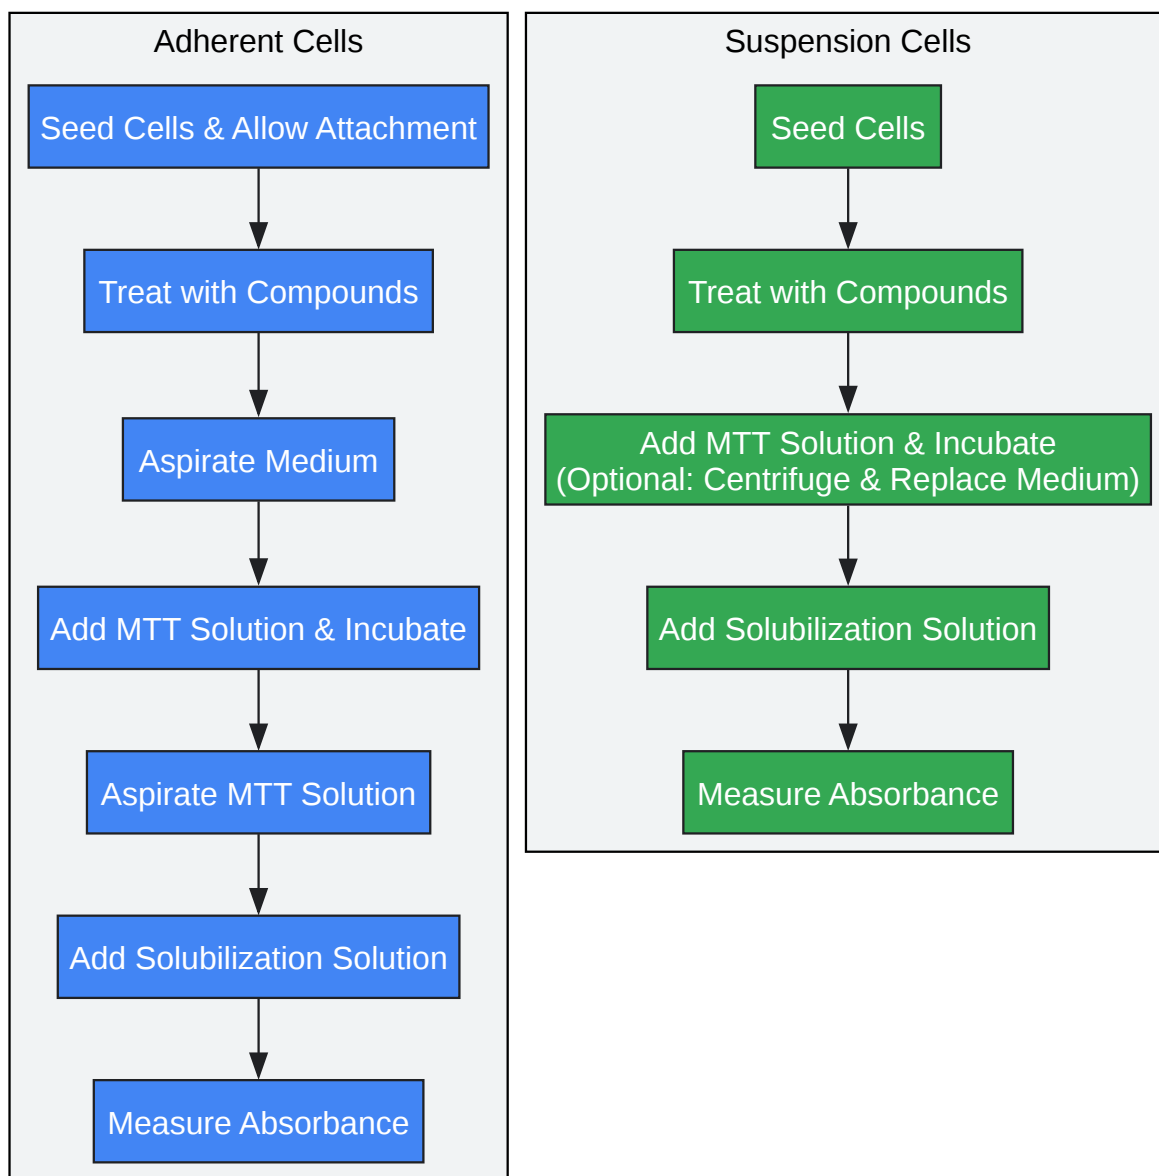 Adherent Cells
Seed Cells & Allow Attachment
Treat with Compounds
Aspirate Medium
Add MTT Solution & Incubate
Aspirate MTT Solution
Add Solubilization Solution
Measure Absorbance
Suspension Cells
Seed Cells
Treat with Compounds
Add MTT Solution & Incubate
(Optional: Centrifuge & Replace Medium)
Add Solubilization Solution
Measure Absorbance